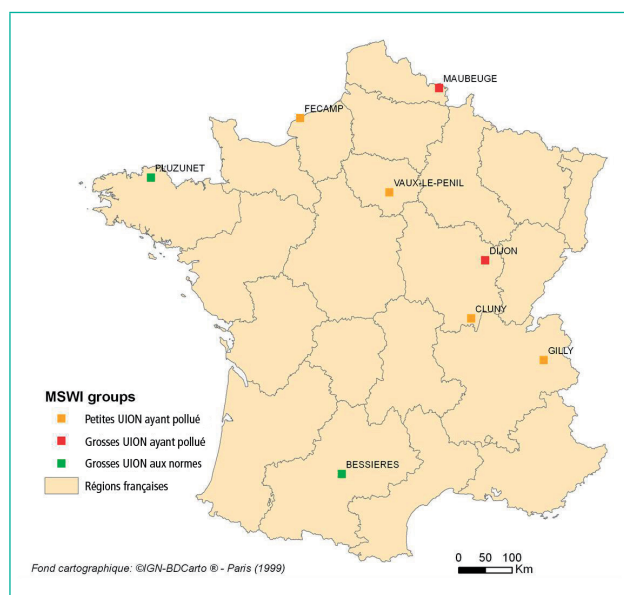 MAUBEUGE
FECAMP
PLUZUNET
VAUX-LE-PENIL
DIJON
CLUNY
GILLY
MSWI groups
Petites UION ayant pollué
Grosses UION ayant pollué
Grosses UION aux normes
Régions françaises
BESSIERES
Fond cartographique: ©IGN-BDCarto ® - Paris (1999)
0 50 100
Km